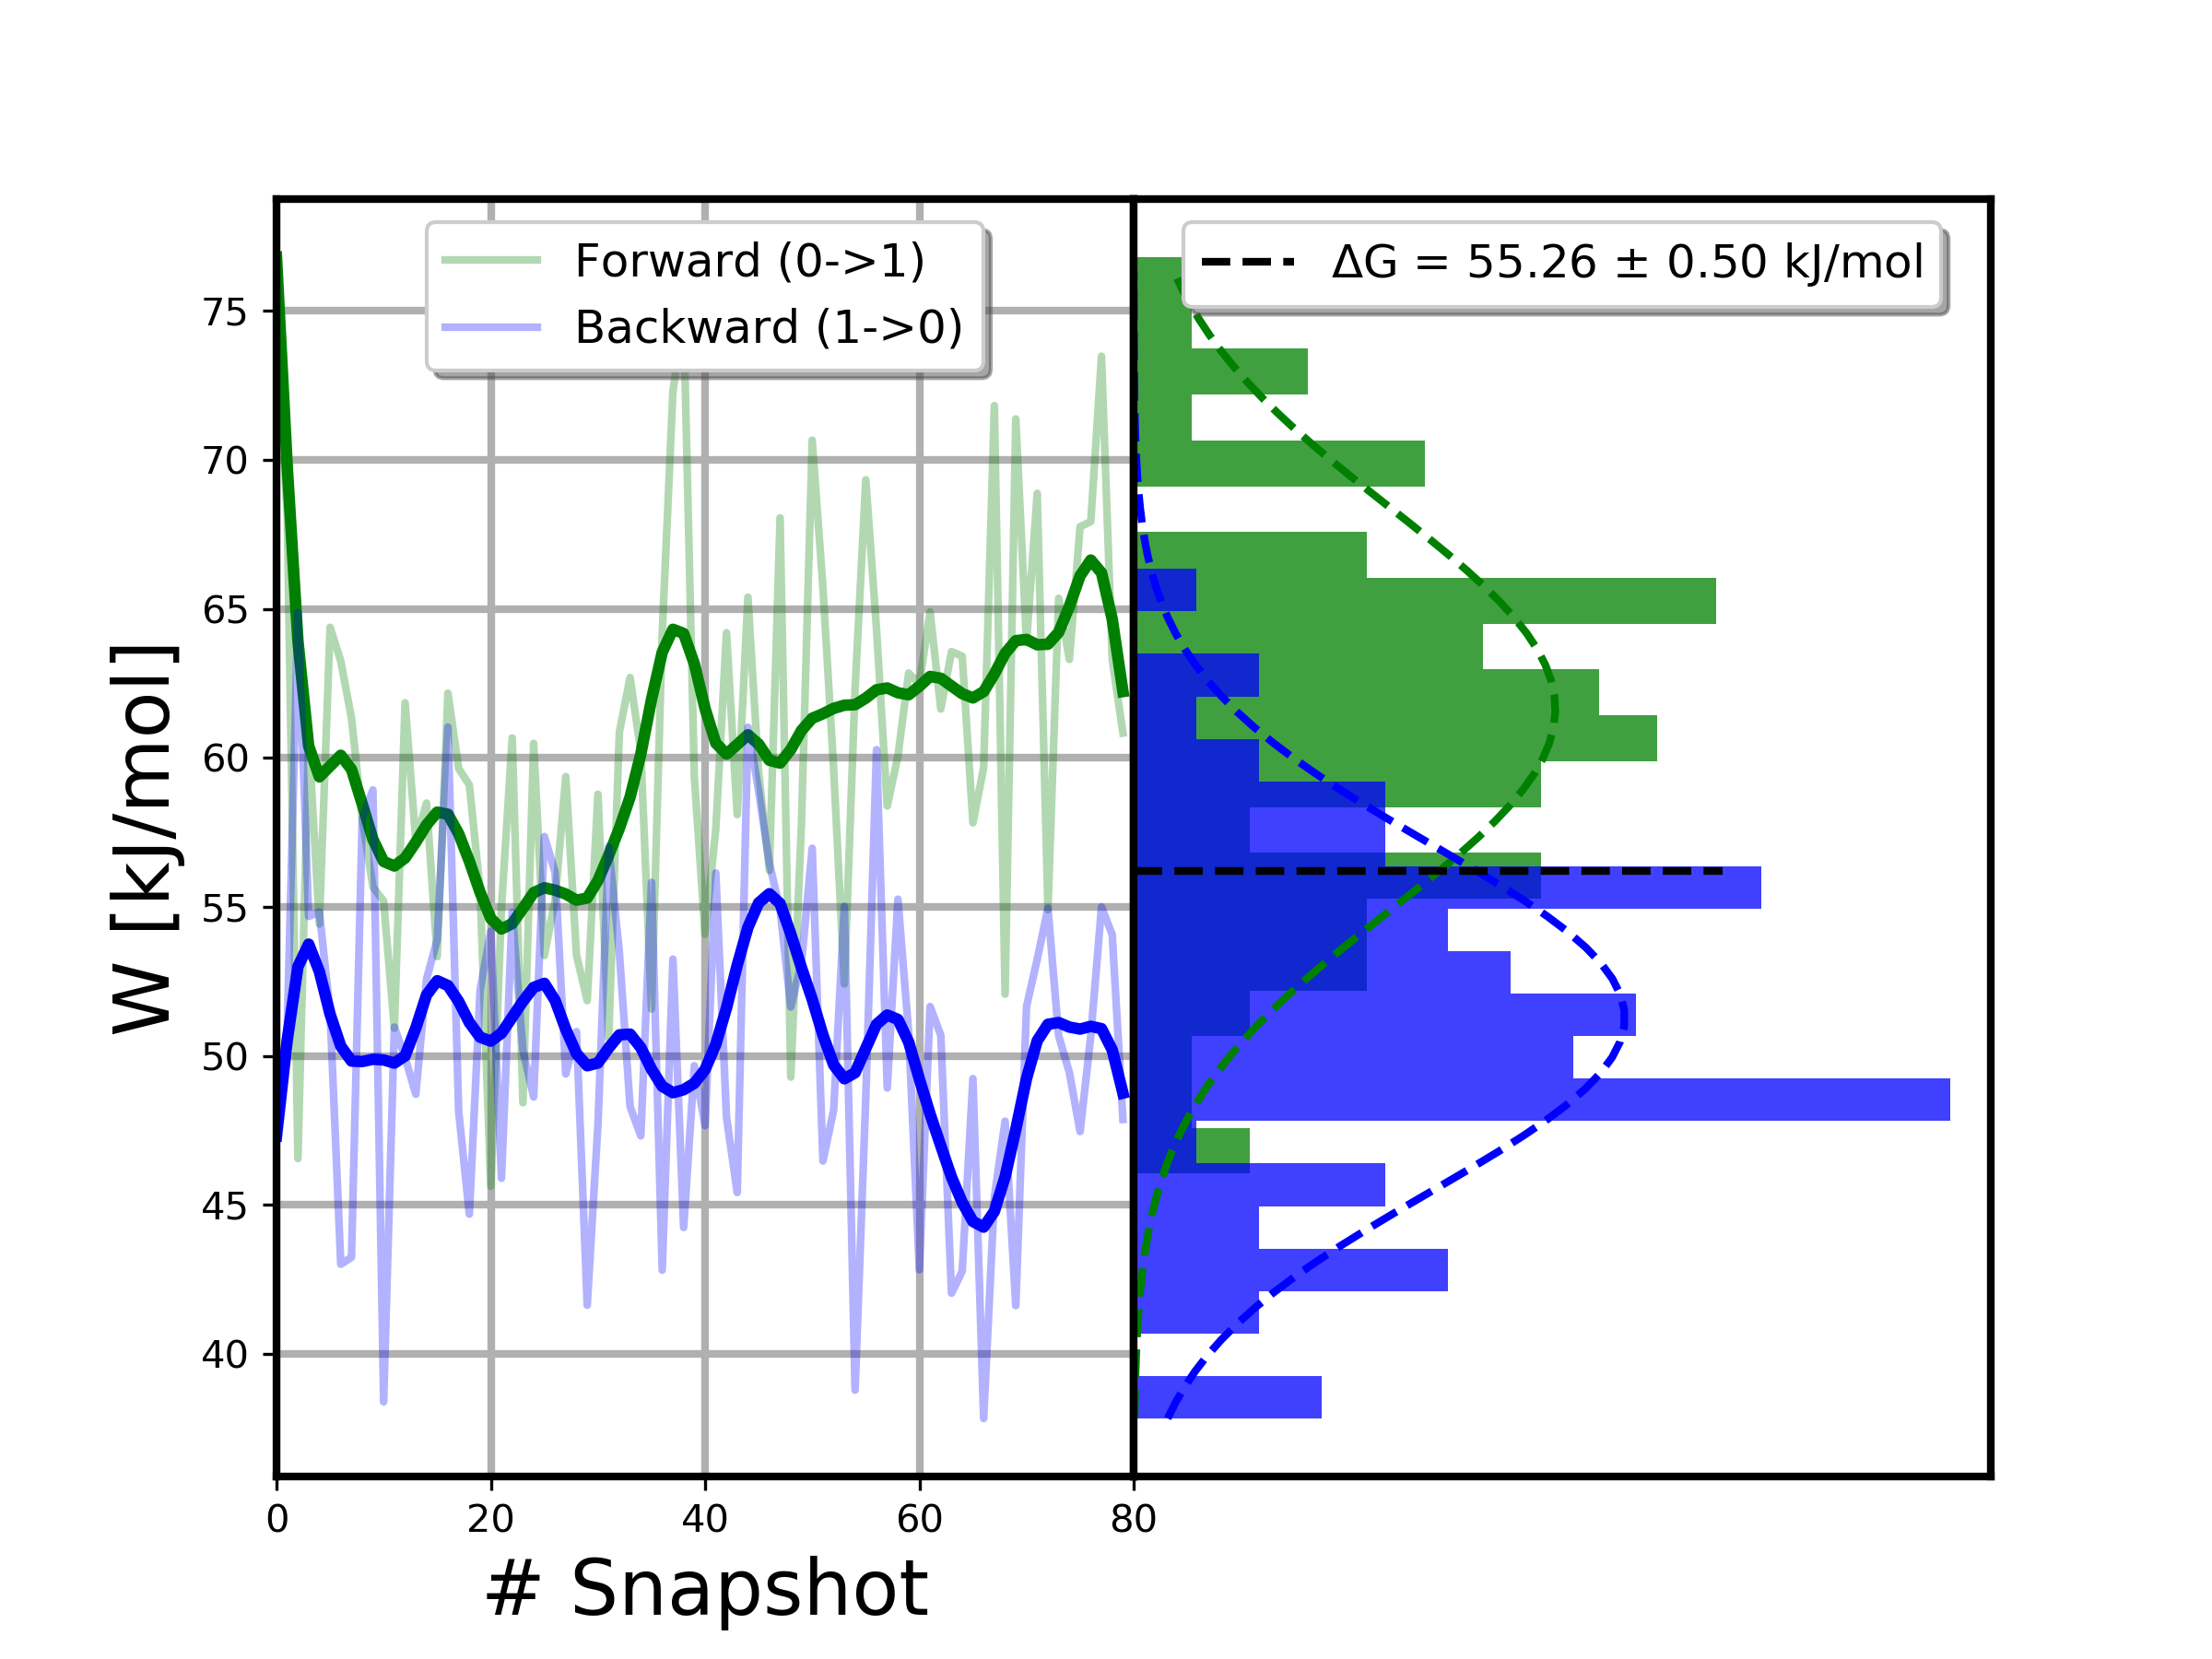 Forward (0->1)
Backward (1->0)
ΔG = 55.26 ± 0.50 kJ/mol
W [kJ/mol]
75
70
65
60
55
50
45
40
0 20 40 60 80
# Snapshot